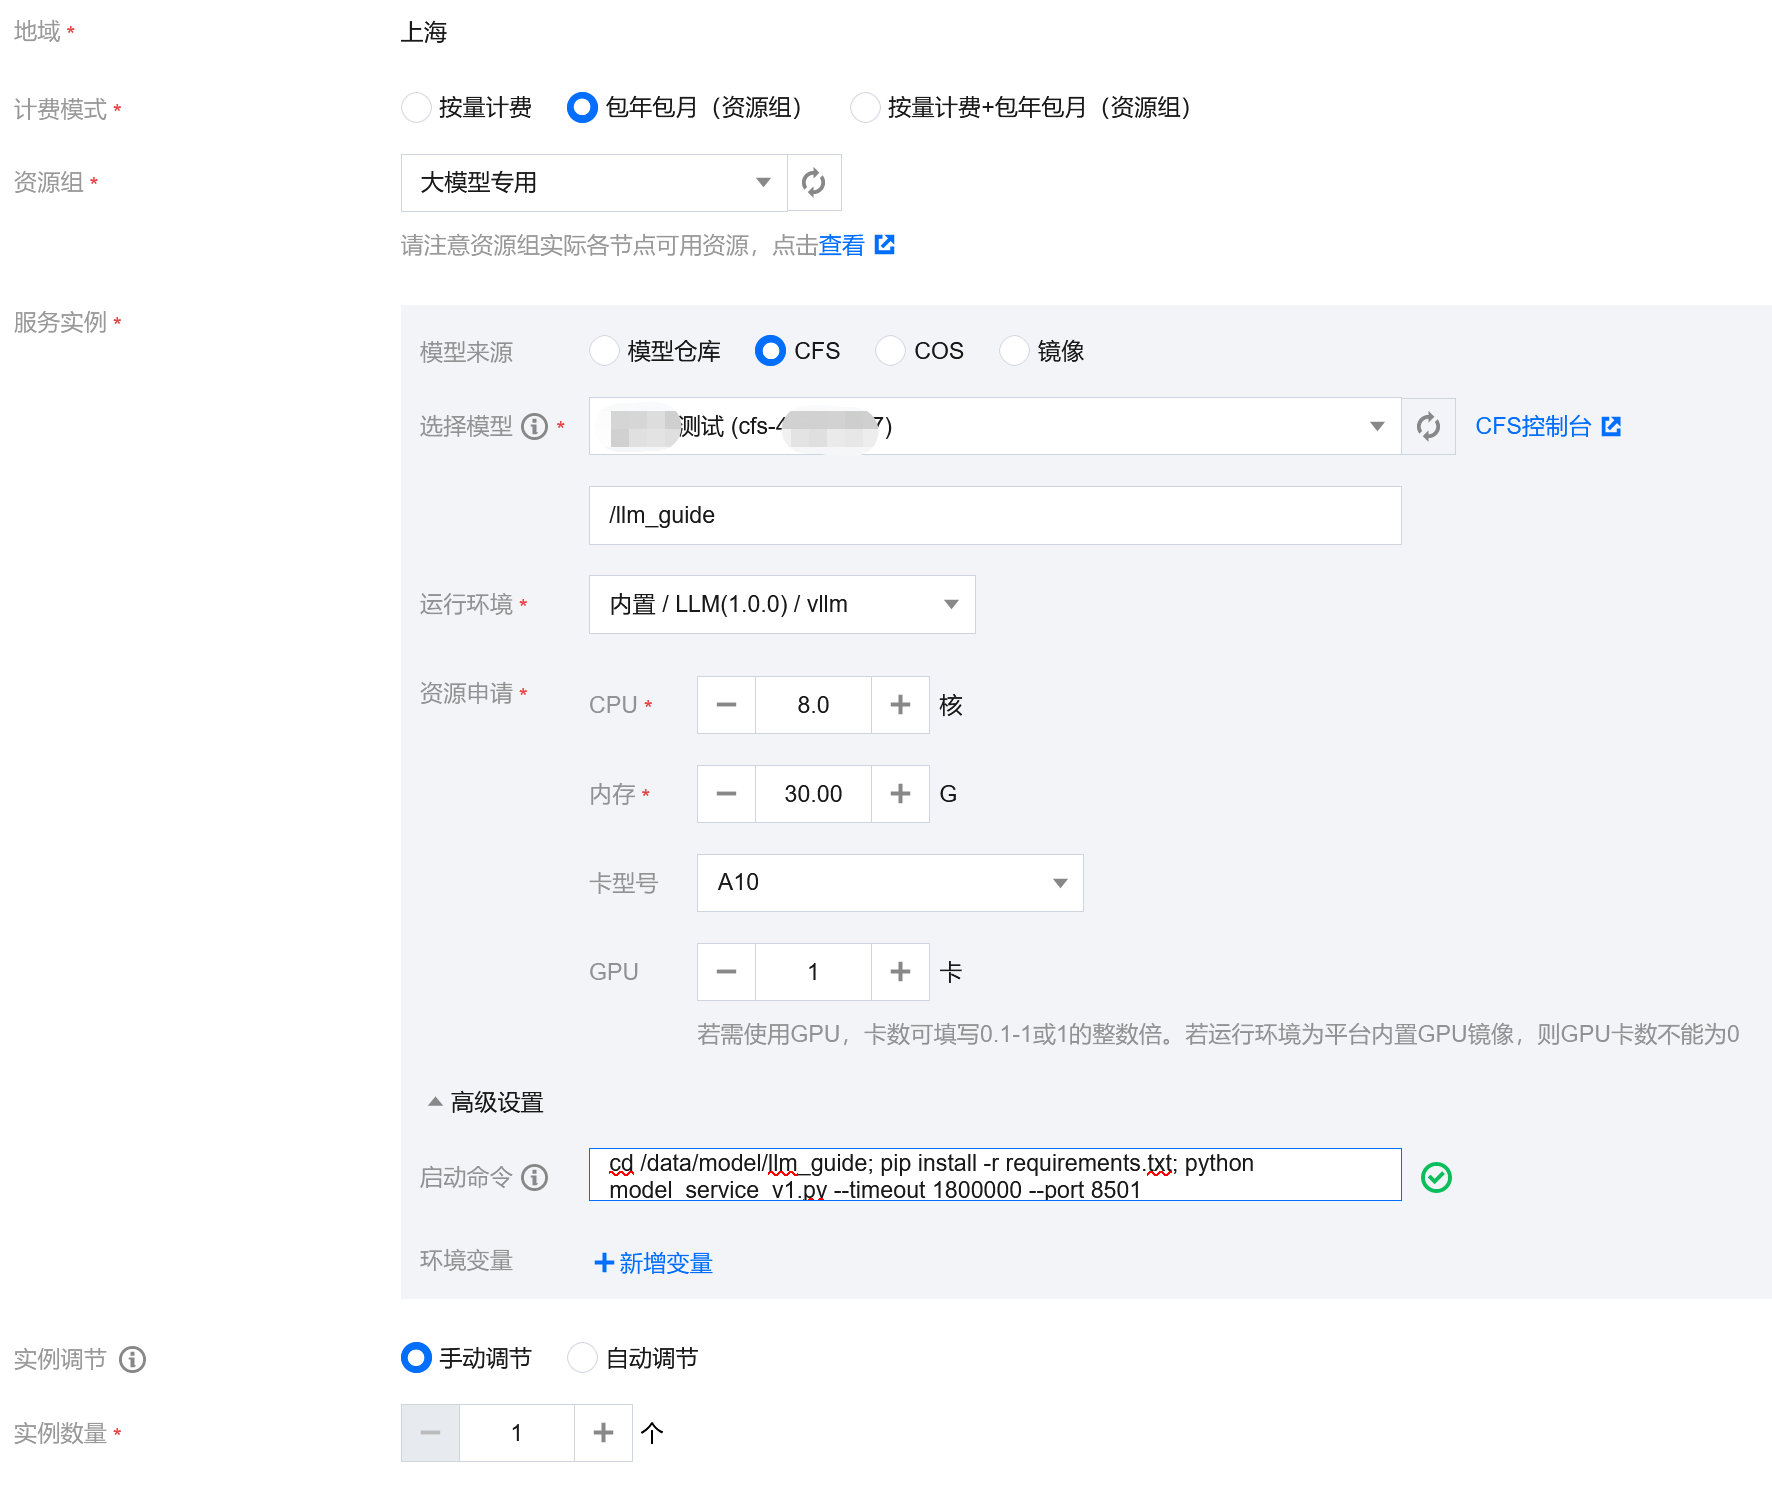 地域 * 上海
计费模式 * 按量计费 包年包月（资源组） 按量计费+包年包月（资源组）
资源组 * 大模型专用
请注意资源组实际各节点可用资源，点击查看
服务实例 *
模型来源 模型仓库 CFS COS 镜像
选择模型 * 测试 (cfs-4 7) CFS控制台
/llm_guide
运行环境 * 内置 / LLM(1.0.0) / vllm
资源申请 *
CPU * 8.0 核
内存 * 30.00 G
卡型号 A10
GPU 1 卡
若需使用GPU，卡数可填写0.1-1或1的整数倍。若运行环境为平台内置GPU镜像，则GPU卡数不能为0
高级设置
启动命令 cd /data/model/llm_guide; pip install -r requirements.txt; python
model_service_v1.py --timeout 1800000 --port 8501
环境变量 新增变量
实例调节 手动调节 自动调节
实例数量 * 1 个